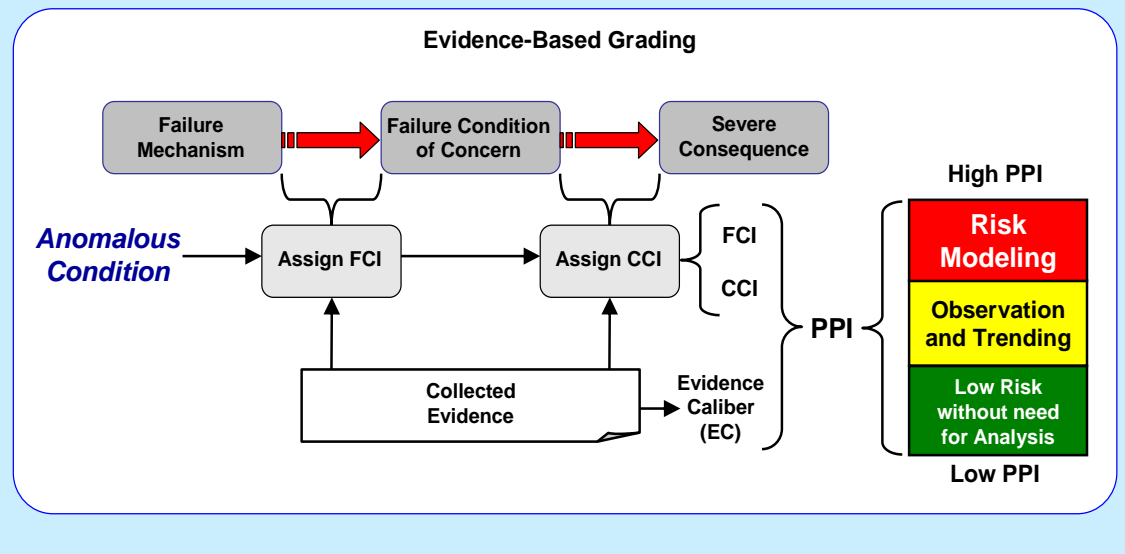 Evidence-Based Grading
Failure
Mechanism
Failure Condition
of Concern
Severe
Consequence
Anomalous
Condition
Assign FCI
Assign CCI
FCI
CCI
Collected
Evidence
Evidence
Caliber
(EC)
PPI
High PPI
Risk
Modeling
Observation
and Trending
Low Risk
without need
for Analysis
Low PPI